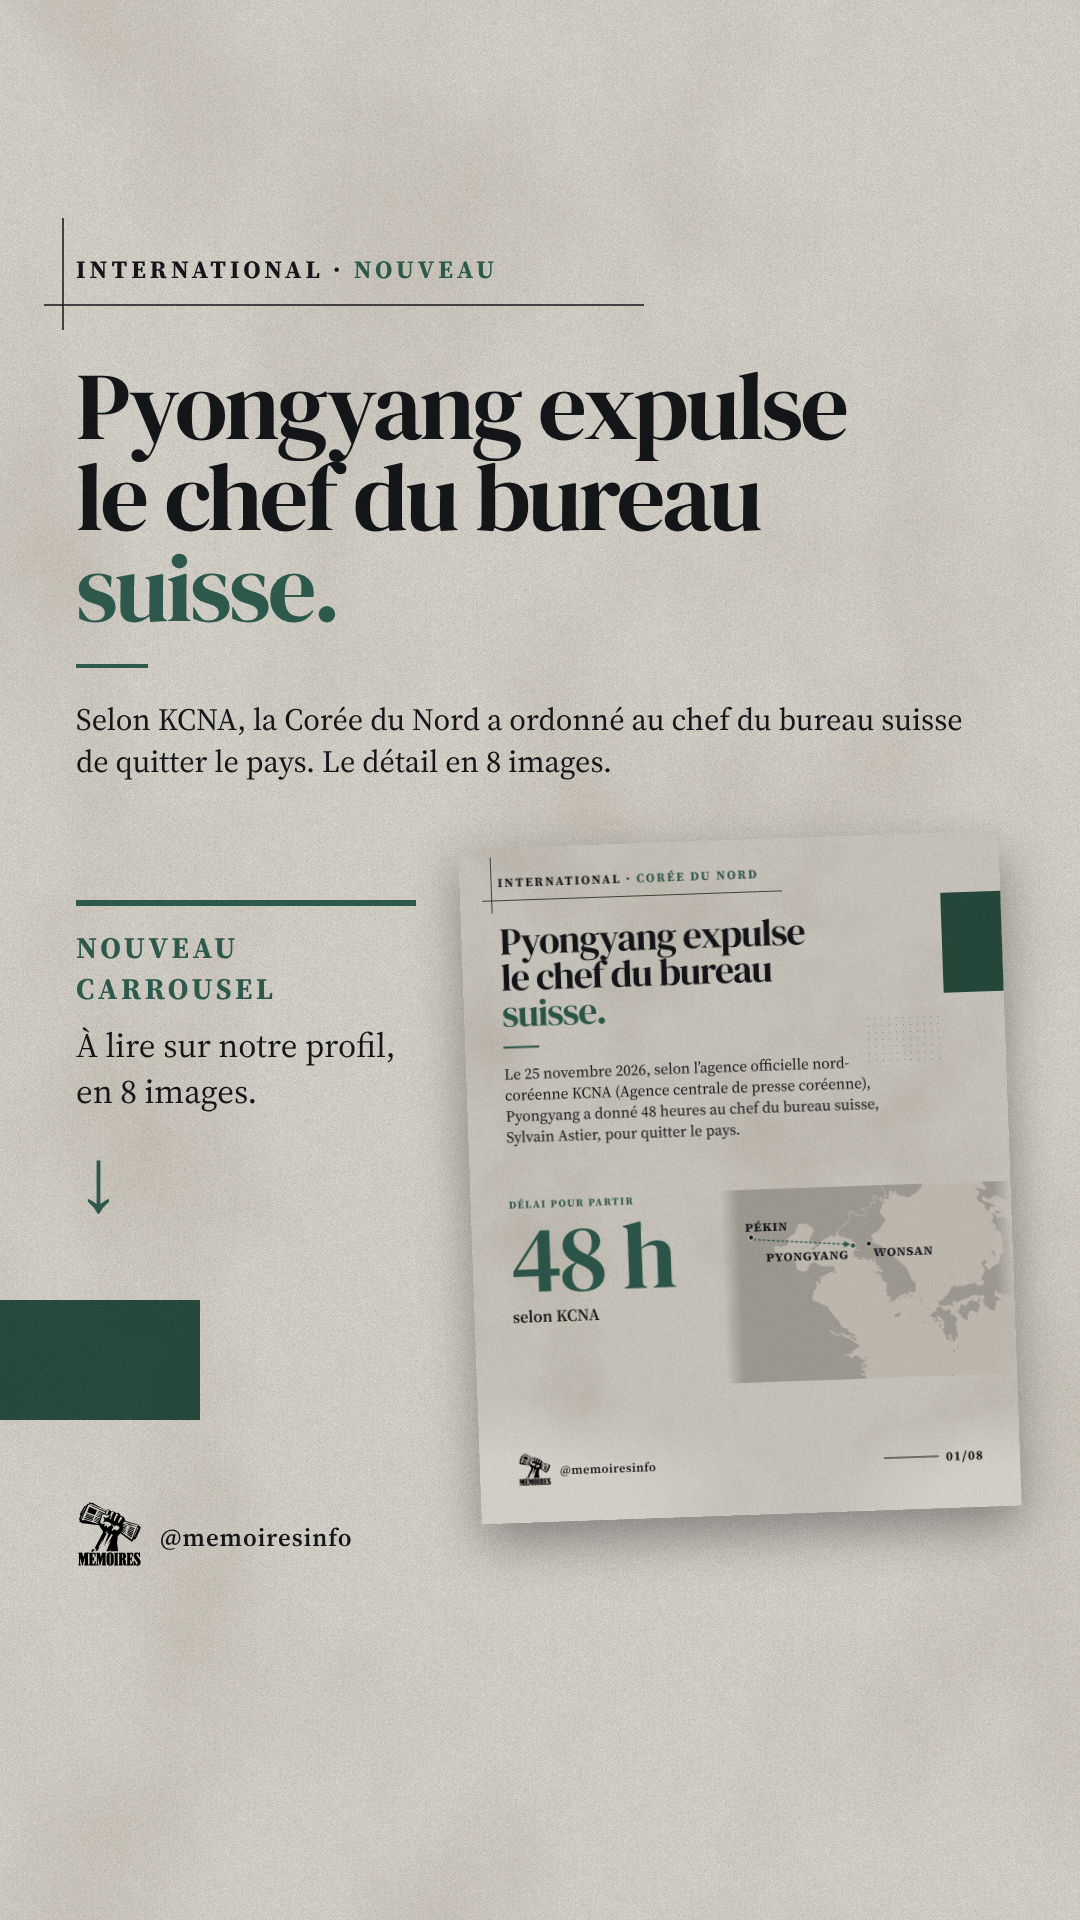 INTERNATIONAL · NOUVEAU
Pyongyang expulse
le chef du bureau
suisse.
Selon KCNA, la Corée du Nord a ordonné au chef du bureau suisse
de quitter le pays. Le détail en 8 images.
NOUVEAU
CARROUSEL
À lire sur notre profil,
en 8 images.
↓
INTERNATIONAL · CORÉE DU NORD
Pyongyang expulse
le chef du bureau
suisse.
Le 25 novembre 2026, selon l'agence officielle nord-
coréenne KCNA (Agence centrale de presse coréenne),
Pyongyang a donné 48 heures au chef du bureau suisse,
Sylvain Astier, pour quitter le pays.
DÉLAI POUR PARTIR
48 h
selon KCNA
PÉKIN
PYONGYANG
WONSAN
MÉMOIRES
@memoiresinfo
01/08
MÉMOIRES
@memoiresinfo